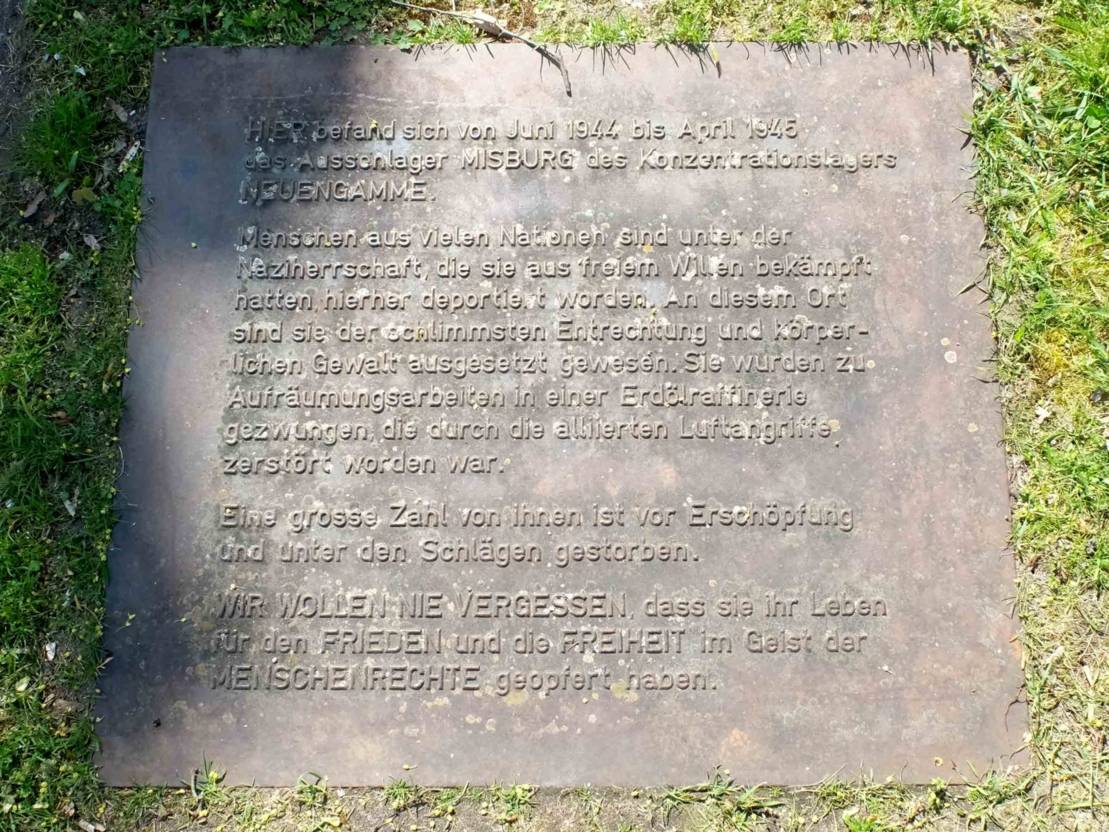 HIER befand sich von Juni 1944 bis April 1945
das Aussenlager MISBURG des Konzentrationslagers
NEUENGAMME.
Menschen aus vielen Nationen sind unter der
Naziherrschaft, die sie aus freiem Willen bekämpft
hatten hierher deportiert worden. An diesem Ort
sind sie der schlimmsten Entrechtung und körper-
lichen Gewalt ausgesetzt gewesen. Sie wurden zu
Aufräumungsarbeiten in einer Erdölraffinerie
gezwungen, die durch die alliierten Luftangriffe
zerstört worden war.
Eine grosse Zahl von ihnen ist vor Erschöpfung
und unter den Schlägen gestorben.
WIR WOLLEN NIE VERGESSEN, dass sie ihr Leben
für den FRIEDEN und die FREIHEIT im Geist der
MENSCHENRECHTE geopfert haben.